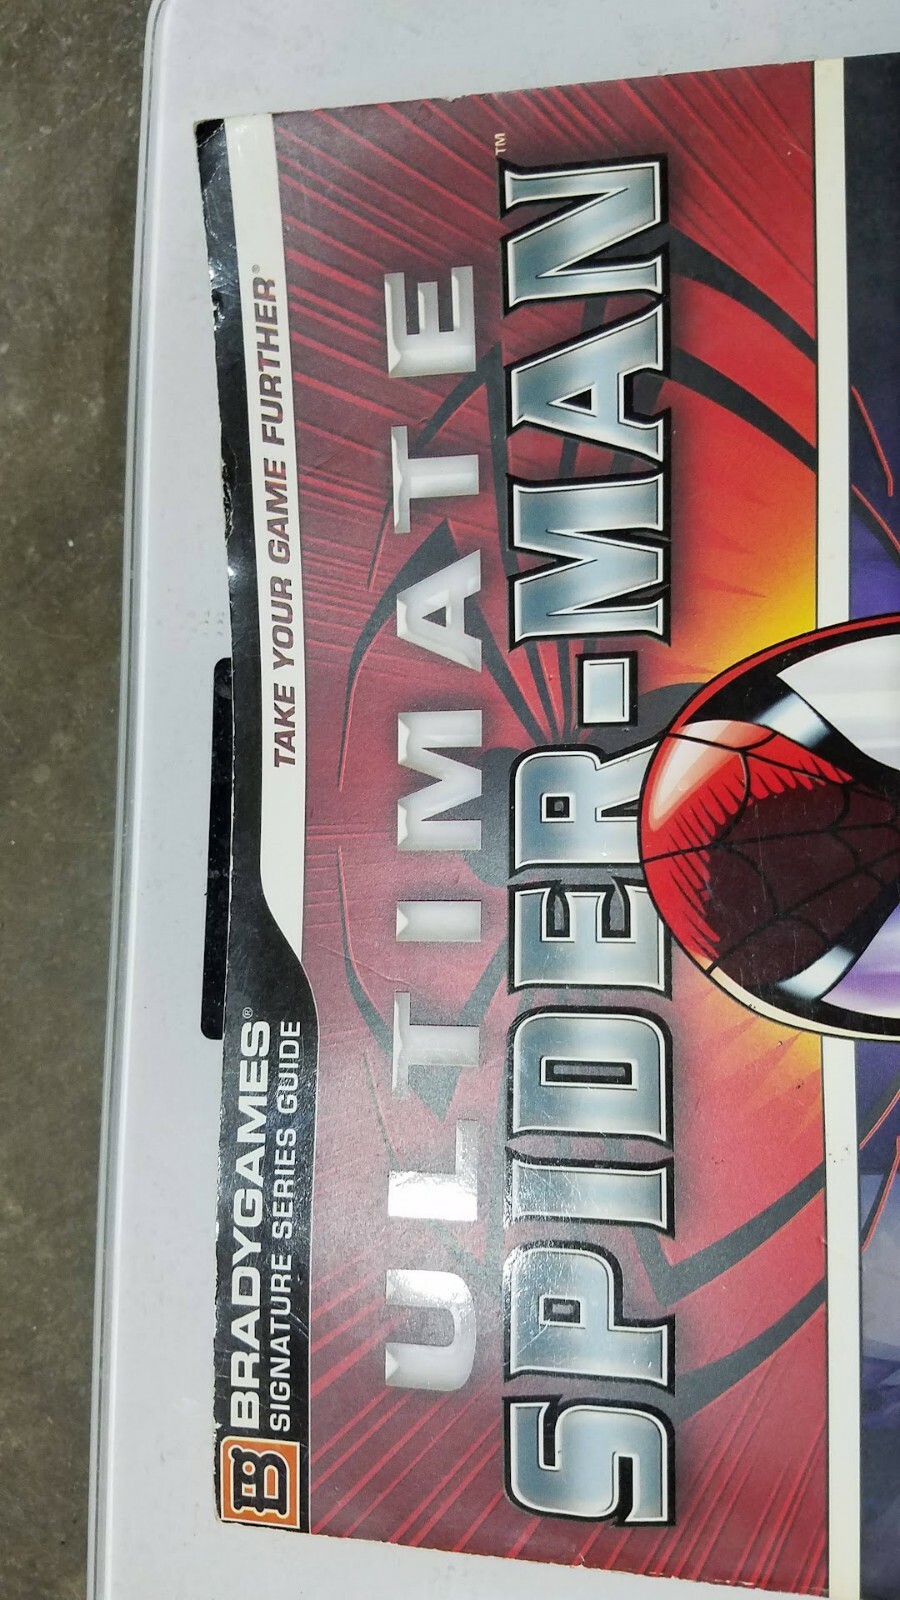 BRADYGAMES®
SIGNATURE SERIES GUIDE
TAKE YOUR GAME FURTHER®
ULTIMATE
SPIDER-MAN™